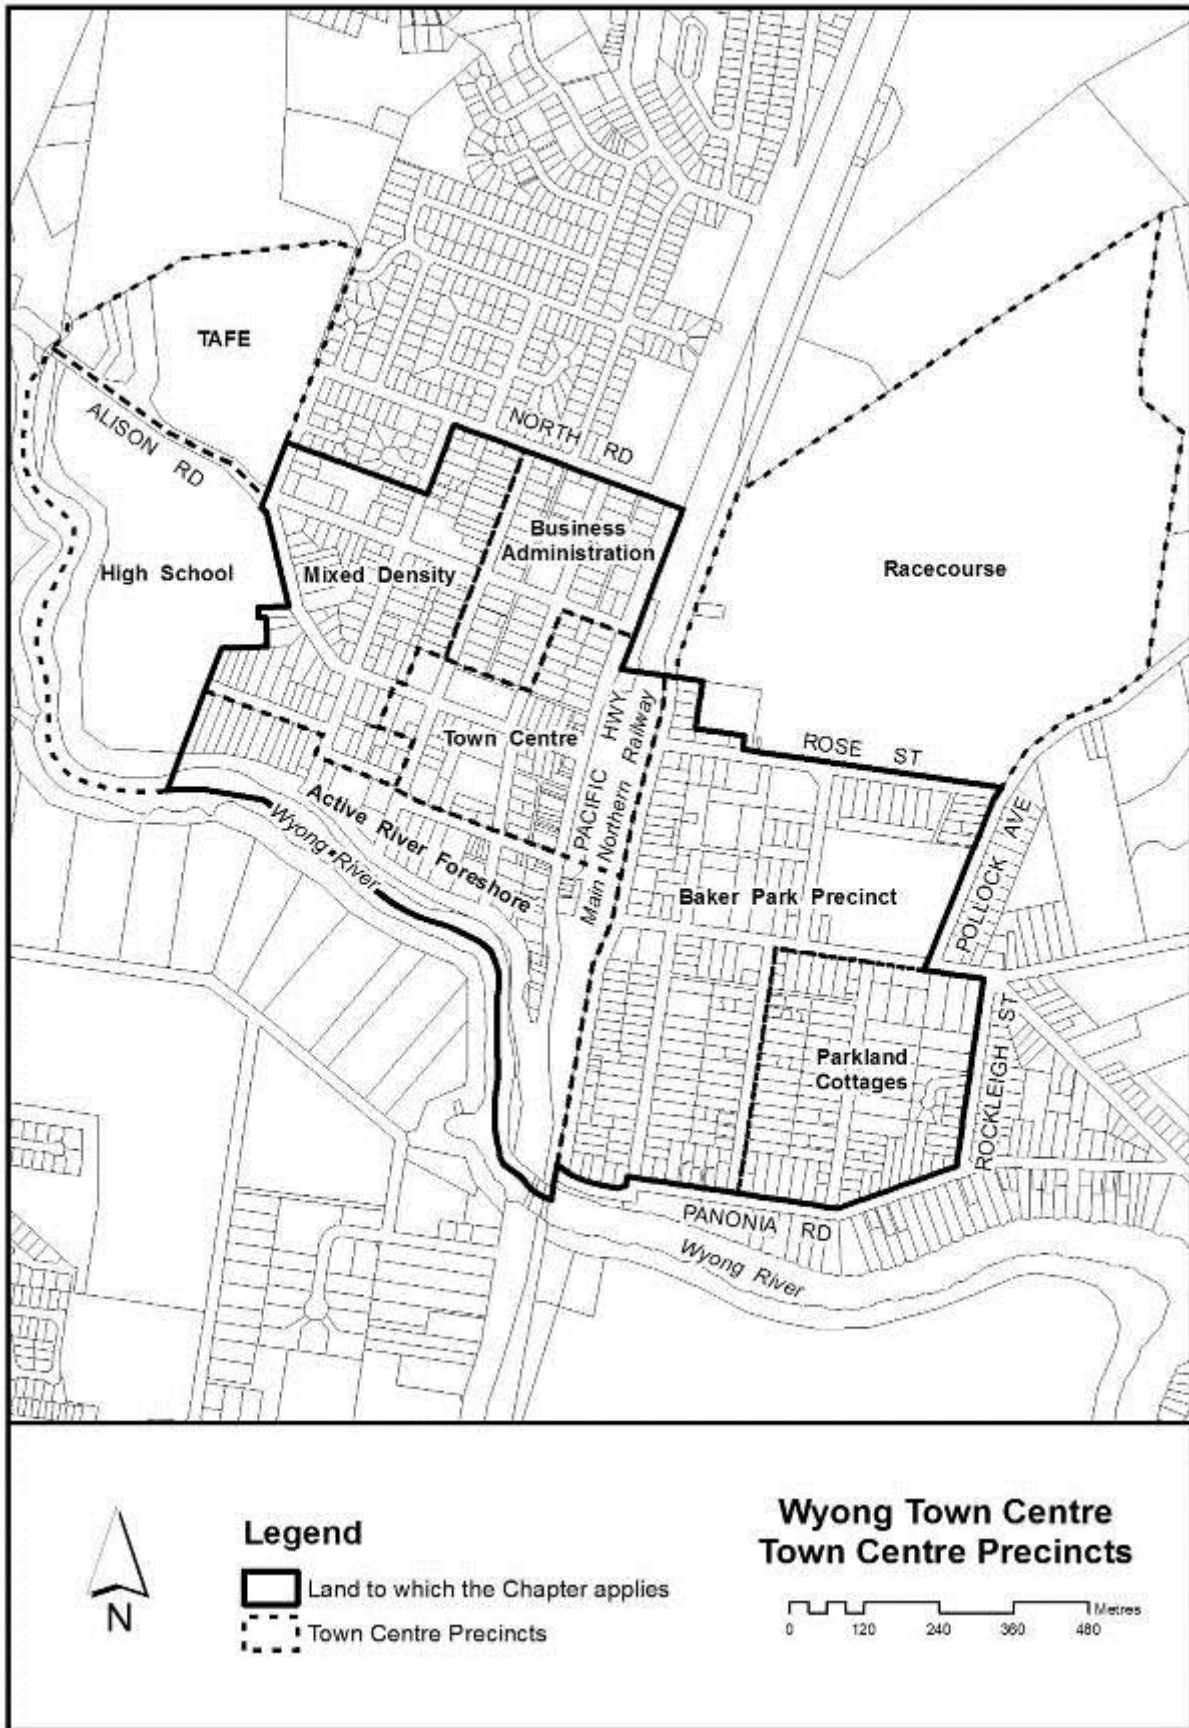 TAFE
ALISON RD
NORTH RD
Business
Administration
High School
Mixed Density
Racecourse
Town Centre
PACIFIC HWY
Main Northern Railway
ROSE ST
Active River Foreshore
Wyong River
POLLOCK AVE
Baker Park Precinct
Parkland
Cottages
ROCKLEIGH ST
PANONIA RD
Wyong River
Legend
Land to which the Chapter applies
Town Centre Precincts
N
Wyong Town Centre
Town Centre Precincts
Metres
0 120 240 360 480